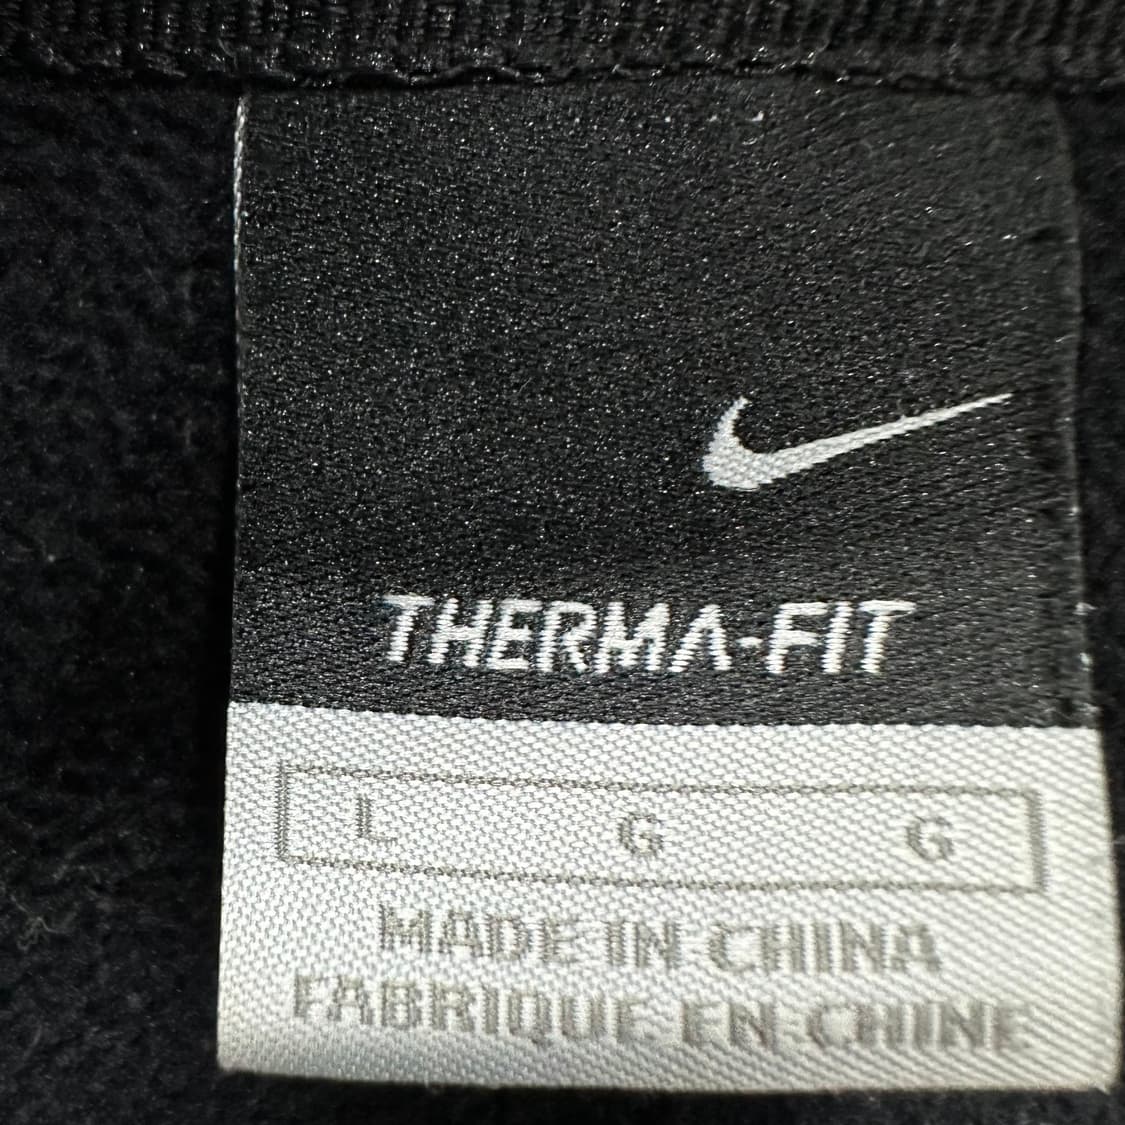 THERMA-FIT
L G G
MADE IN CHINA
FABRIQUE EN CHINE